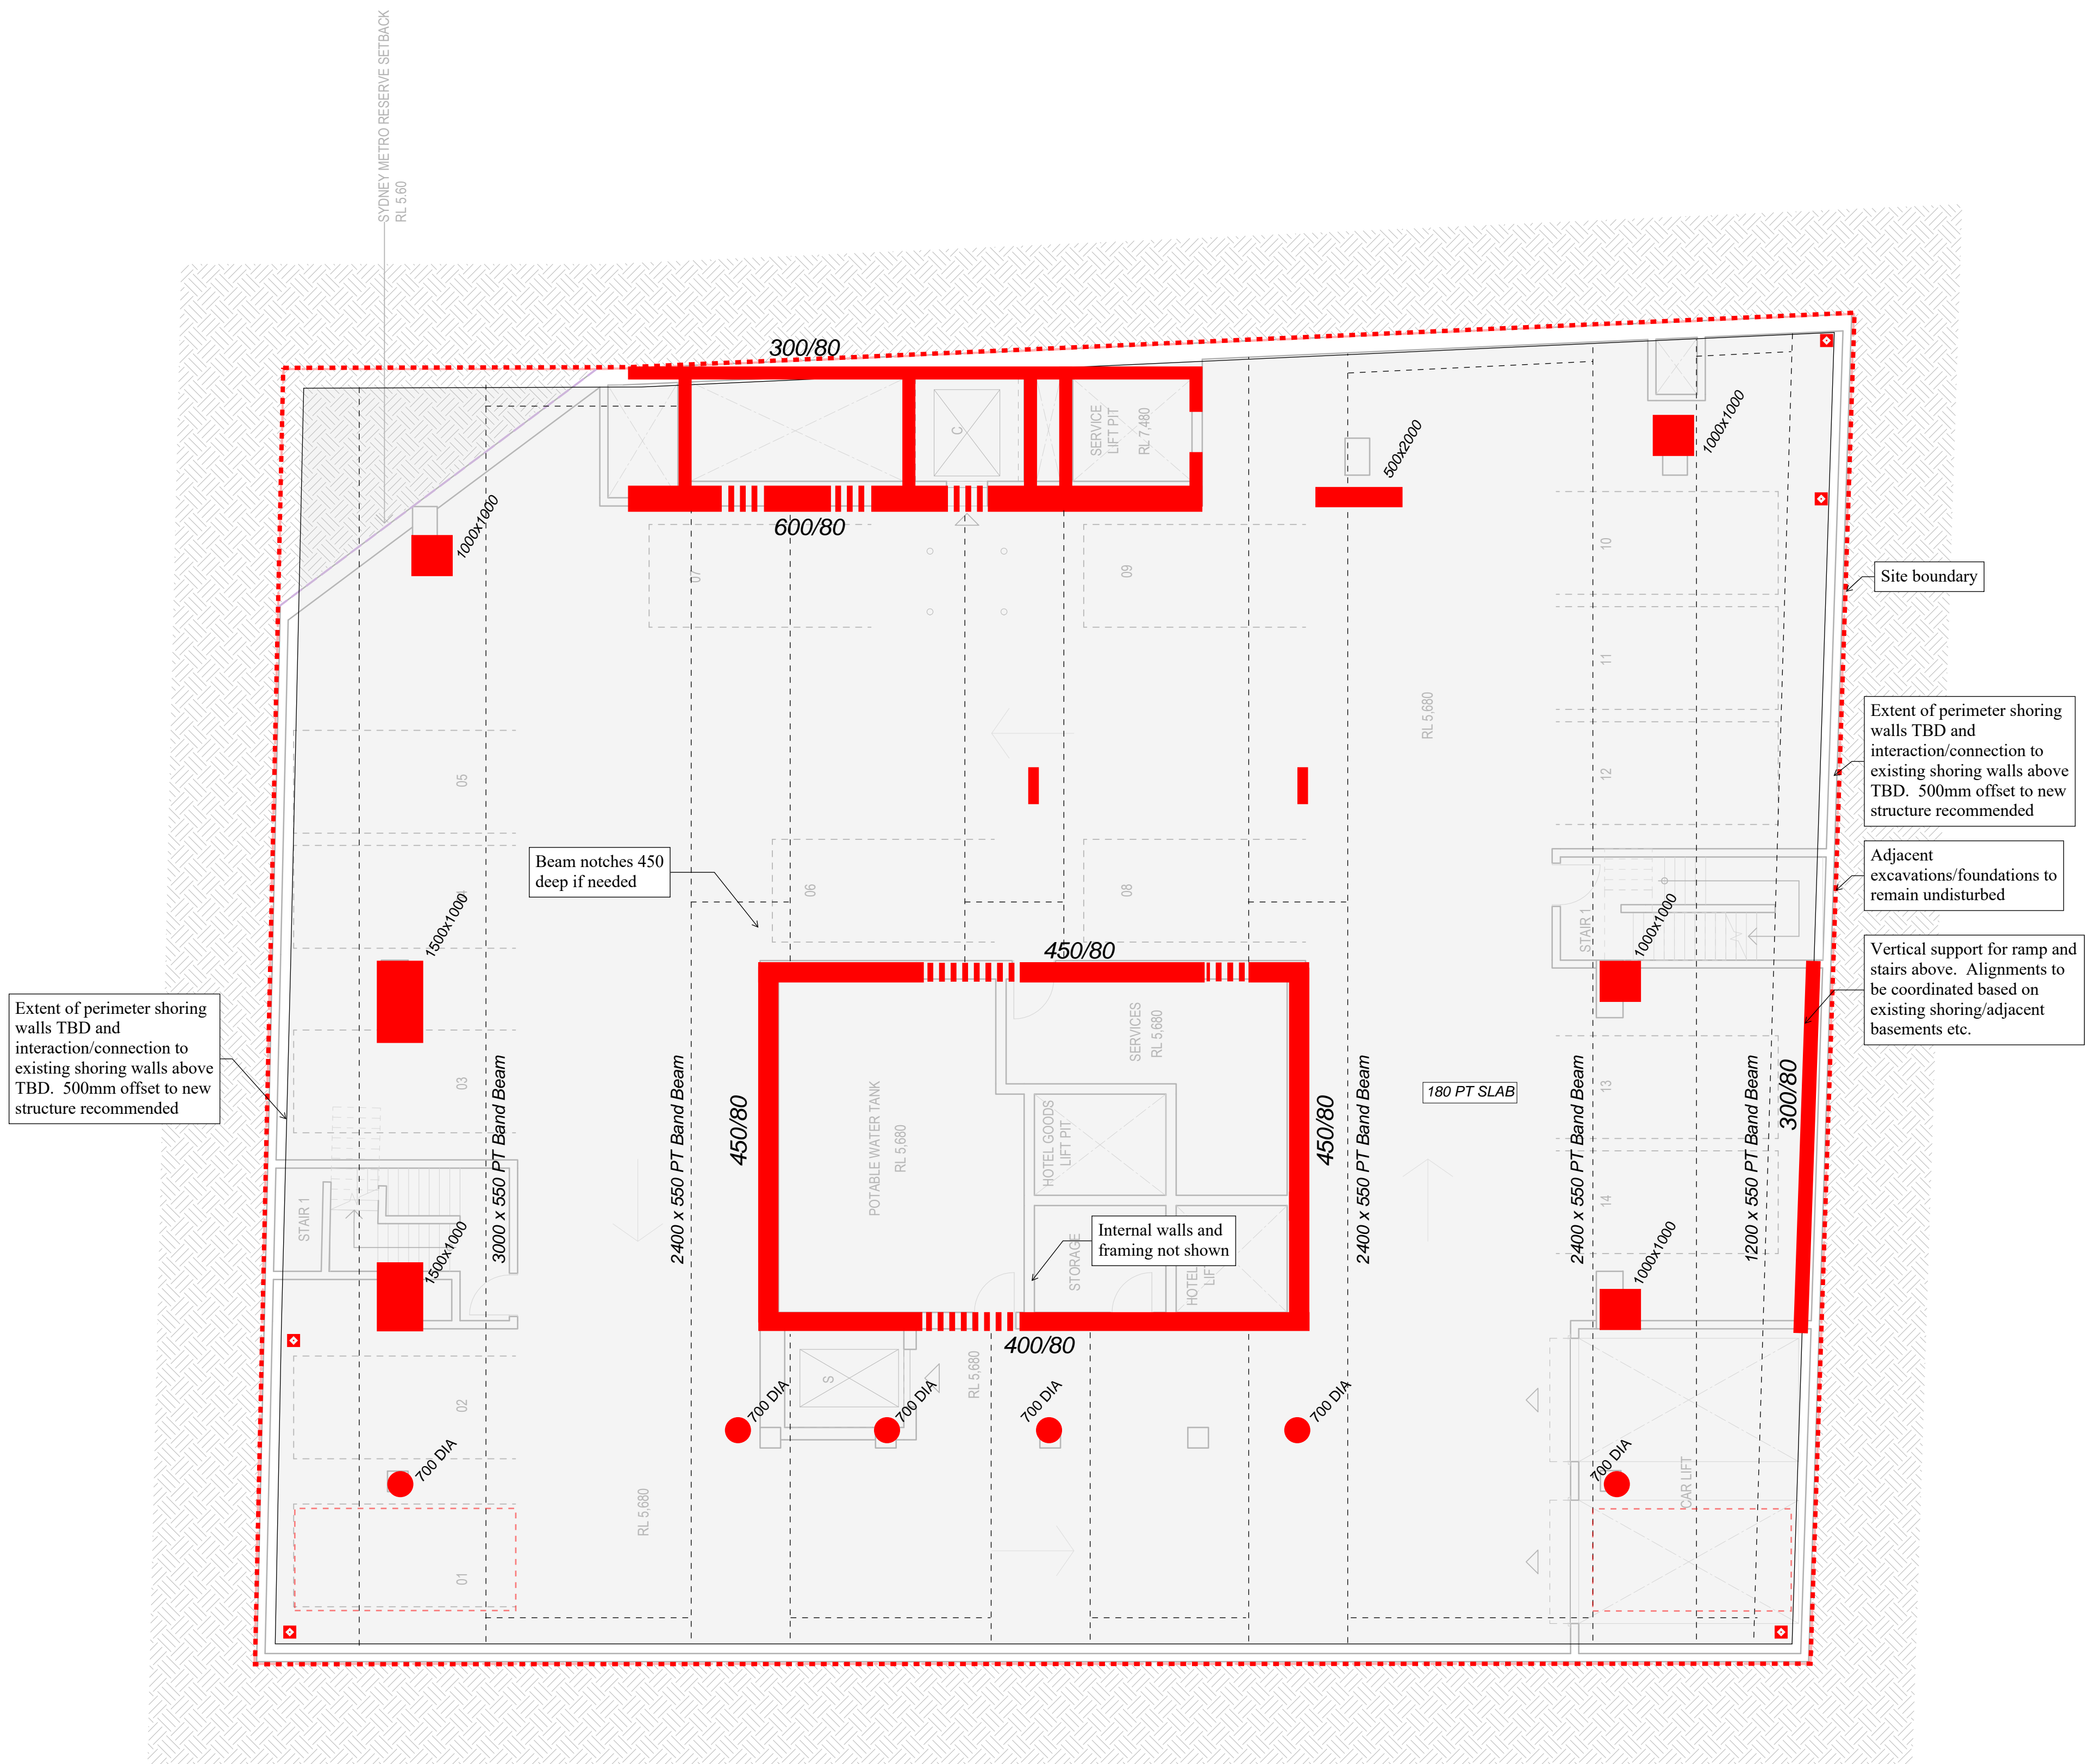 SYDNEY METRO RESERVE SETBACK
RL 5.60
300/80
SERVICE
LIFT PIT
RL 7,480
C
500x2000
1000x1000
1000x1000
600/80
07
09
10
Site boundary
11
RL 5,680
12
05
Extent of perimeter shoring
walls TBD and
interaction/connection to
existing shoring walls above
TBD.  500mm offset to new
structure recommended
Beam notches 450
deep if needed
06
08
Adjacent
excavations/foundations to
remain undisturbed
1500x1000
4
STAIR 1
1000x1000
450/80
Vertical support for ramp and
stairs above.  Alignments to
be coordinated based on
existing shoring/adjacent
basements etc.
Extent of perimeter shoring
walls TBD and
interaction/connection to
existing shoring walls above
TBD.  500mm offset to new
structure recommended
03
3000 x 550 PT Band Beam
2400 x 550 PT Band Beam
450/80
POTABLE WATER TANK
RL 5,680
SERVICES
RL 5,680
HOTEL GOODS
LIFT PIT
450/80
2400 x 550 PT Band Beam
180 PT SLAB
2400 x 550 PT Band Beam
13
1200 x 550 PT Band Beam
300/80
14
STAIR 1
1500x1000
Internal walls and
framing not shown
STORAGE
HOTEL
LIF
1000x1000
400/80
S
RL 5,680
02
700 DIA
700 DIA
700 DIA
700 DIA
700 DIA
700 DIA
CAR LIFT
RL 5,680
01